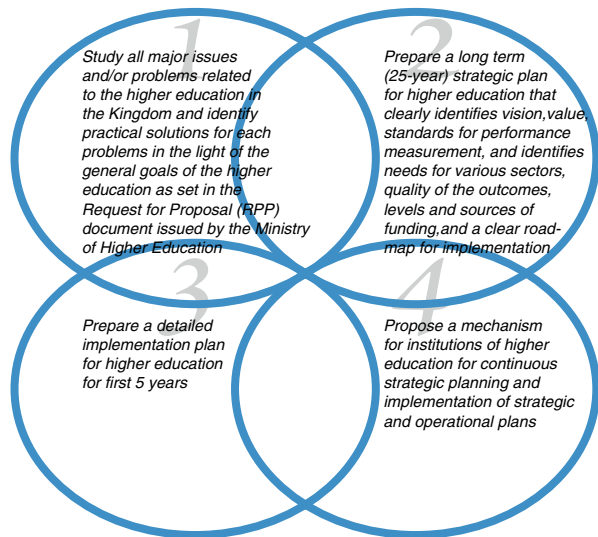 1
Study all major issues
and/or problems related
to the higher education in
the Kingdom and identify
practical solutions for each
problems in the light of the
general goals of the higher
education as set in the
Request for Proposal (RPP)
document issued by the Ministry
of Higher Education
2
Prepare a long term
(25-year) strategic plan
for higher education that
clearly identifies vision,value,
standards for performance
measurement, and identifies
needs for various sectors,
quality of the outcomes,
levels and sources of
funding,and a clear road-
map for implementation
3
Prepare a detailed
implementation plan
for higher education
for first 5 years
4
Propose a mechanism
for institutions of higher
education for continuous
strategic planning and
implementation of strategic
and operational plans